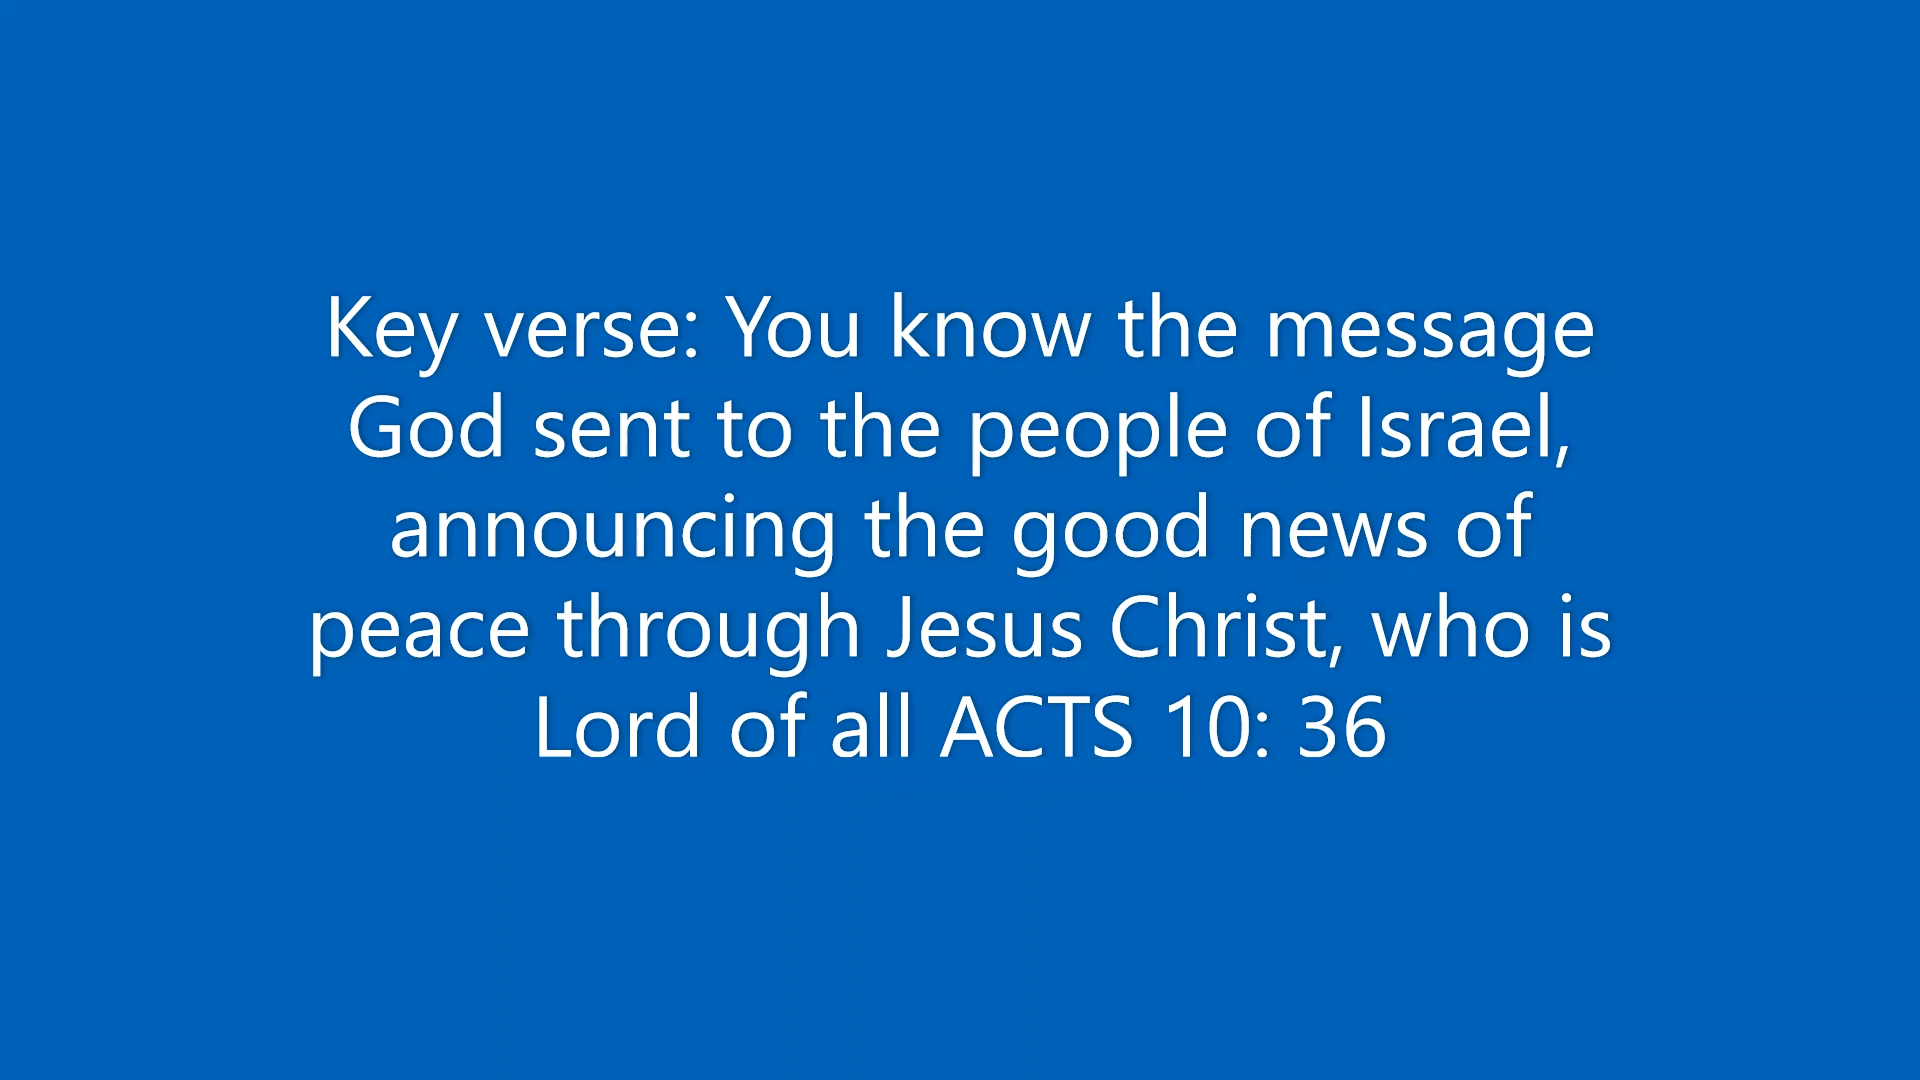 Key verse: You know the message
God sent to the people of Israel,
announcing the good news of
peace through Jesus Christ, who is
Lord of all ACTS 10: 36